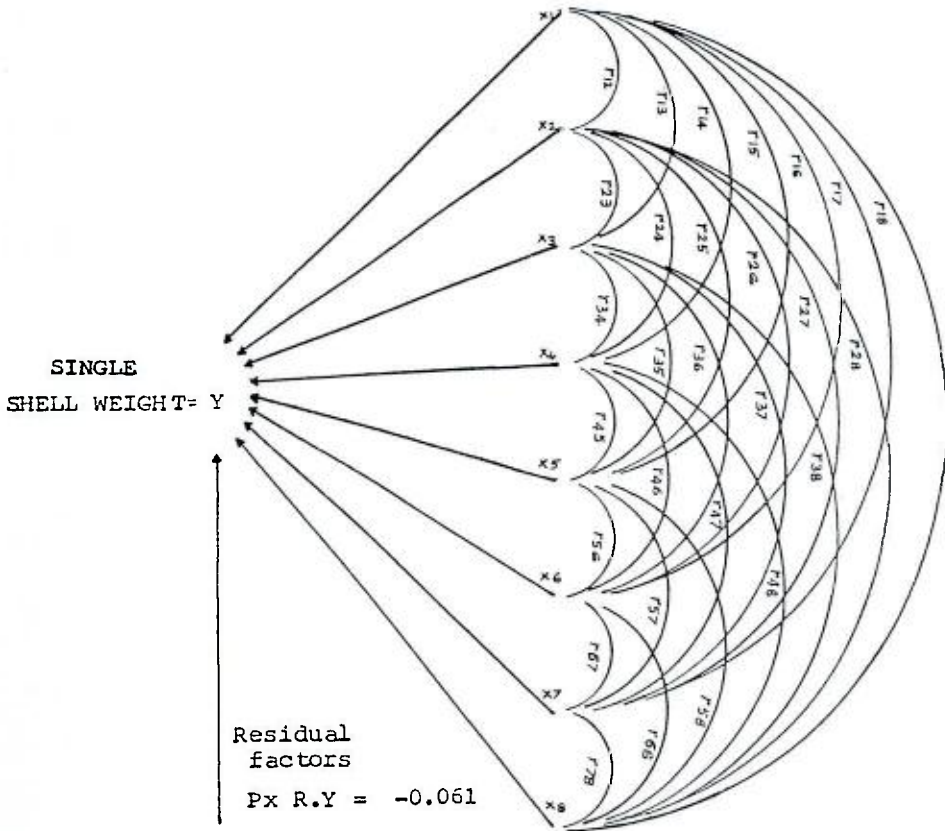 X1
r12
r13
r14
r15
r16
r17
r18
X2
r23
r24
r25
r26
r27
r28
X3
r34
r35
r36
r37
r38
SINGLE
SHELL WEIGHT= Y
X4
r45
r46
r47
r48
X5
r56
r57
r58
X6
r67
r68
X7
r78
X8
Residual
factors
Px R.Y = -0.061